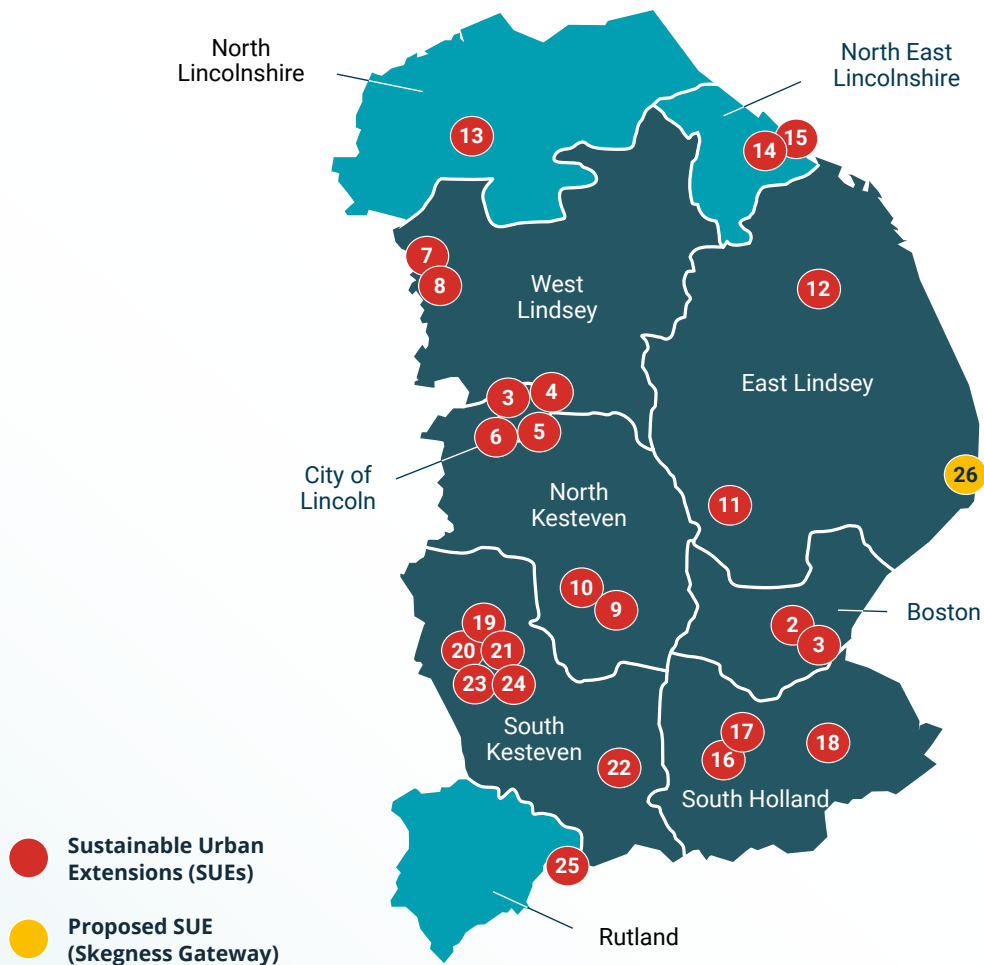 North
Lincolnshire
North East
Lincolnshire
13
15
14
7
8
West
Lindsey
12
East Lindsey
3
4
6
5
City of
Lincoln
26
North
Kesteven
11
10
9
Boston
2
3
19
20
21
23
24
South
Kesteven
22
17
16
18
South Holland
25
Rutland
Sustainable Urban
Extensions (SUEs)
Proposed SUE
(Skegness Gateway)